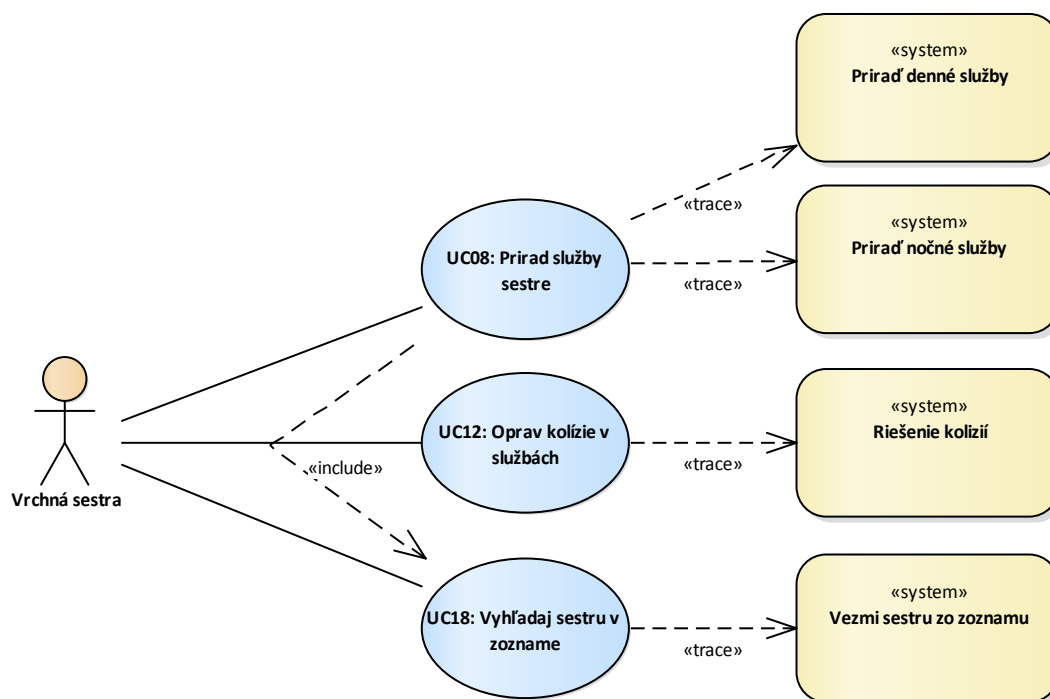 «system»
Priraď denné služby
«trace»
«system»
Priraď nočné služby
UC08: Prirad služby
sestre
«trace»
«system»
Riešenie kolizií
UC12: Oprav kolízie v
službách
«trace»
«include»
Vrchná sestra
«system»
Vezmi sestru zo zoznamu
UC18: Vyhľadaj sestru v
zozname
«trace»